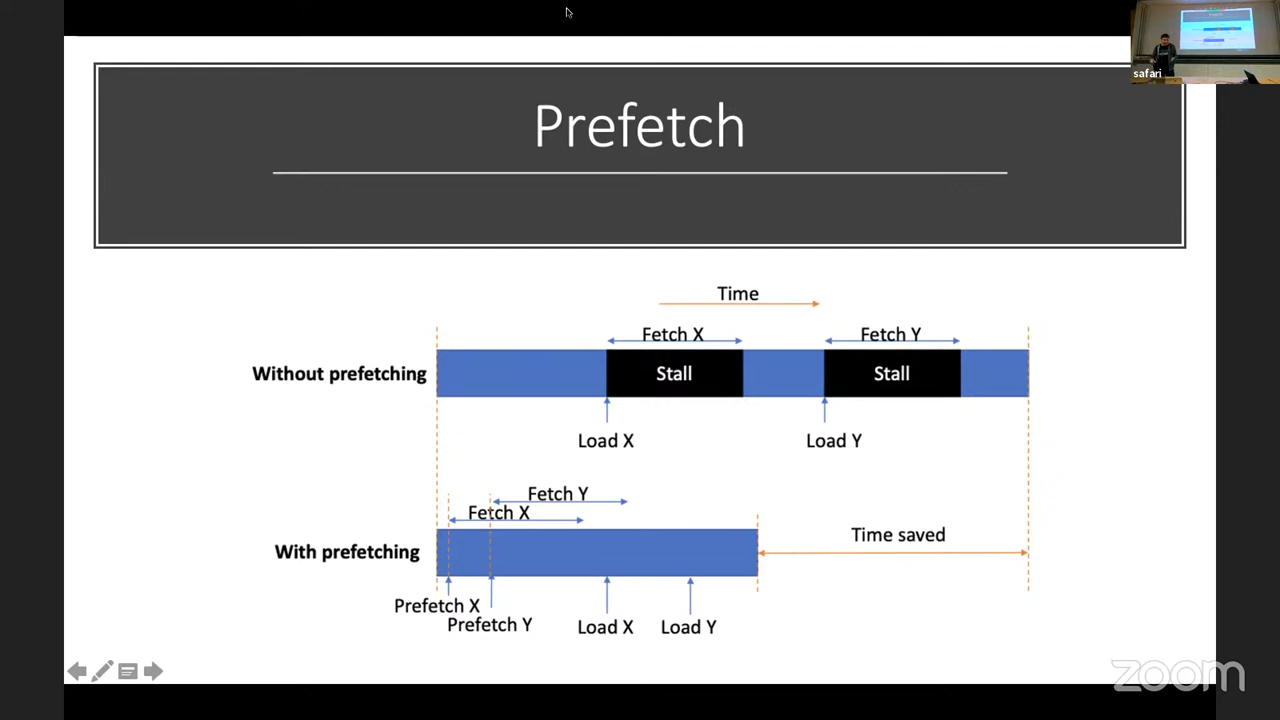 safari
Prefetch
Time
Fetch X
Fetch Y
Without prefetching
Stall
Stall
Load X
Load Y
Fetch Y
Fetch X
With prefetching
Time saved
Prefetch X
Prefetch Y
Load X
Load Y
zoom